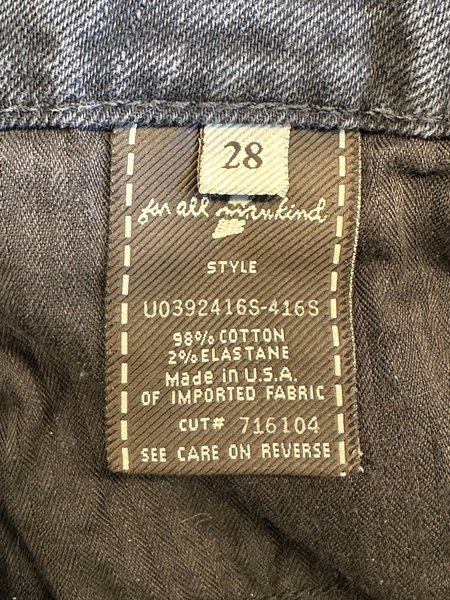 28
for all mankind
STYLE
U0392416S-416S
98% COTTON
2% ELASTANE
Made in U.S.A.
OF IMPORTED FABRIC
CUT# 716104
SEE CARE ON REVERSE